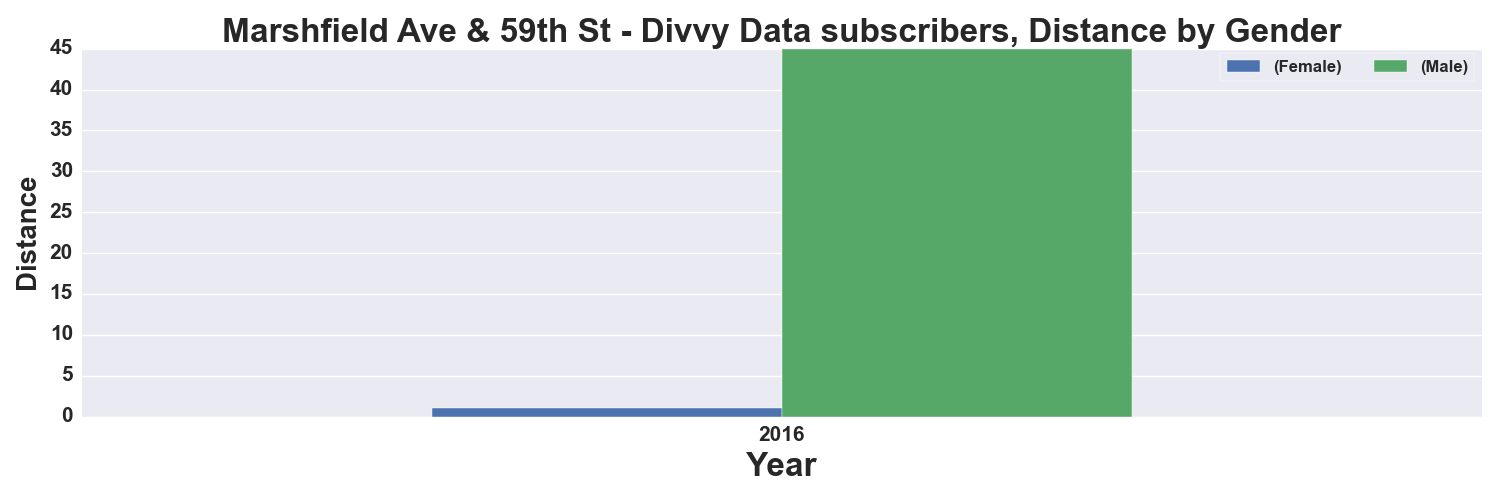 Marshfield Ave & 59th St - Divvy Data subscribers, Distance by Gender
(Female) (Male)
45
40
35
30
25
20
15
10
5
0
Distance
2016
Year